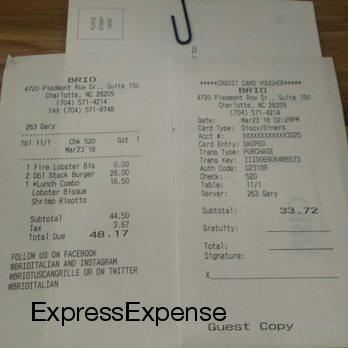 PLACE
STAMP
HERE
BRIO
4720 Piedmont Row Dr., Suite 150
Charlotte, NC 28209
(704) 571-4214
FAX (704) 571-8748
263 Gary
Tbl 11/1 Chk 520 Gst 1
Mar23'18
1 Fire Lobster Bis 0.00
2 Dbl Stack Burger 28.00
1 *Lunch Combo 16.50
Lobster Bisque
Shrimp Risotto
Subtotal 44.50
Tax 3.67
Total Due 48.17
FOLLOW US ON FACEBOOK
@BRIOITALIAN AND INSTAGRAM
@BRIOTUSCANGRILLE OR ON TWITTER
@BRIOITALIAN
*****CREDIT CARD VOUCHER*****
BRIO
4720 Piedmont Row Dr., Suite 150
Charlotte, NC 28209
(704) 571-4214
Date: Mar23'18 02:29PM
Card Type: Discv/Diners
Acct #: XXXXXXXXXXXX3325
Card Entry: SWIPED
Trans Type: PURCHASE
Trans Key: III006906486573
Auth Code: 02310R
Check: 520
Table: 11/1
Server: 263 Gary
Subtotal: 33.72
Gratuity:
Total:
Signature:
X
Guest Copy
ExpressExpense